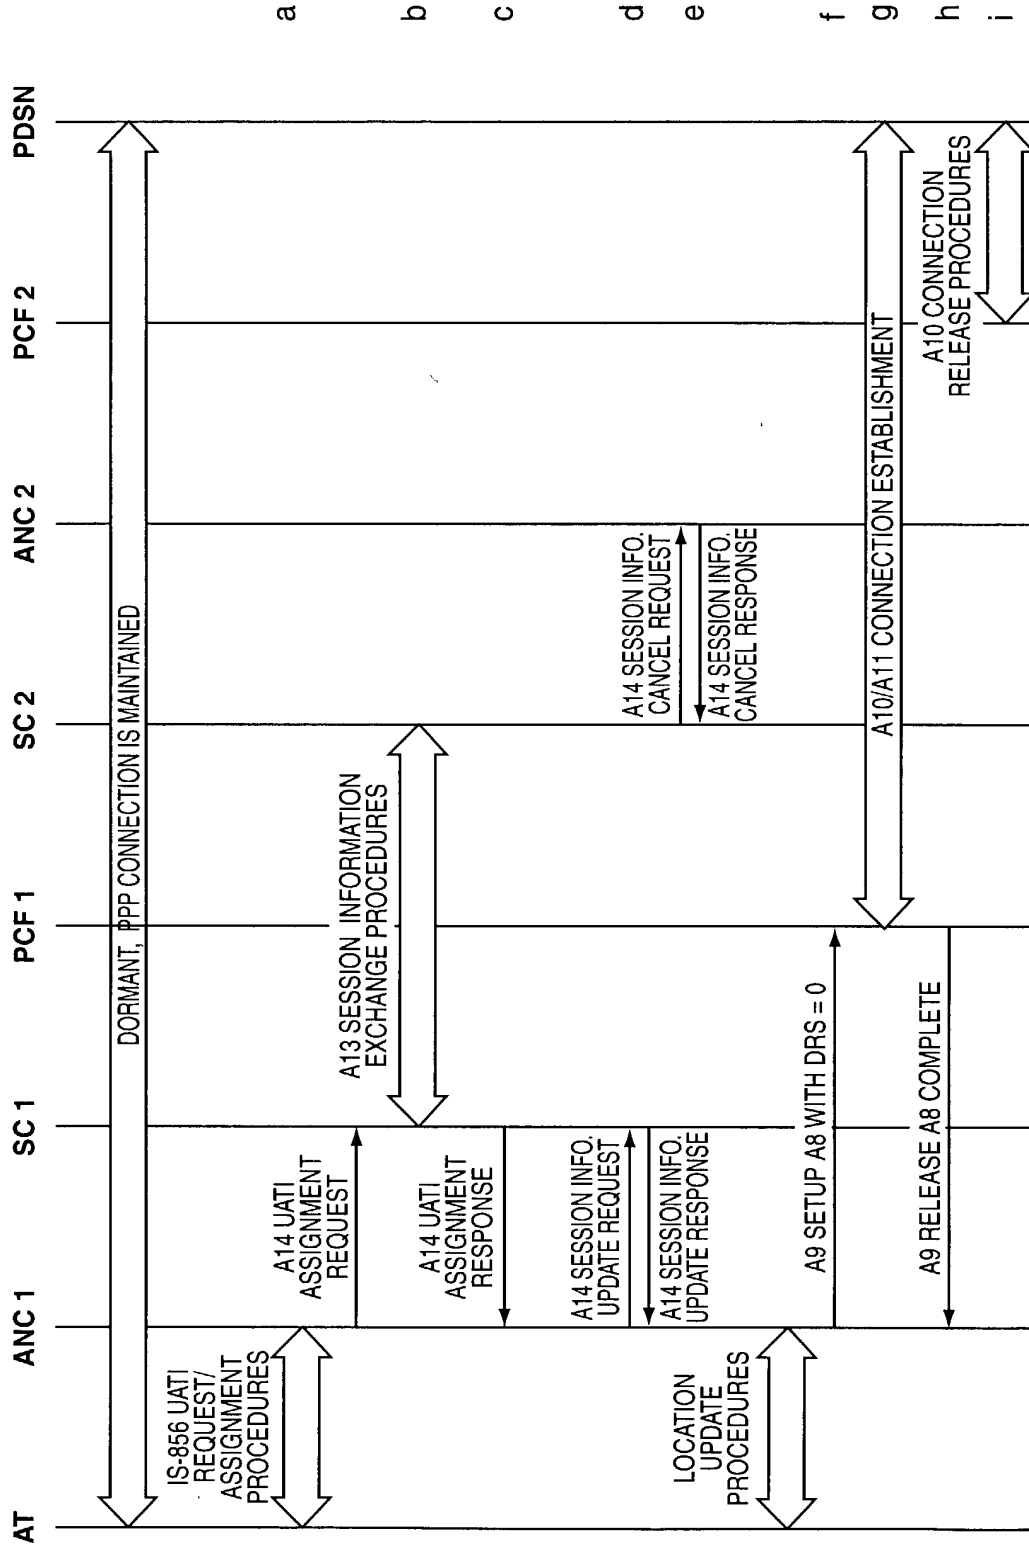 AT
ANC 1
SC 1
PCF 1
SC 2
ANC 2
PCF 2
PDSN
DORMANT, PPP CONNECTION IS MAINTAINED
IS-856 UATI
REQUEST/
ASSIGNMENT
PROCEDURES
a
A14 UATI
ASSIGNMENT
REQUEST
A13 SESSION INFORMATION
EXCHANGE PROCEDURES
b
A14 UATI
ASSIGNMENT
RESPONSE
c
A14 SESSION INFO.
UPDATE REQUEST
d
A14 SESSION INFO.
UPDATE RESPONSE
A14 SESSION INFO.
CANCEL REQUEST
e
A14 SESSION INFO.
CANCEL RESPONSE
LOCATION
UPDATE
PROCEDURES
A9 SETUP A8 WITH DRS = 0
f
A10/A11 CONNECTION ESTABLISHMENT
g
A9 RELEASE A8 COMPLETE
h
A10 CONNECTION
RELEASE PROCEDURES
i